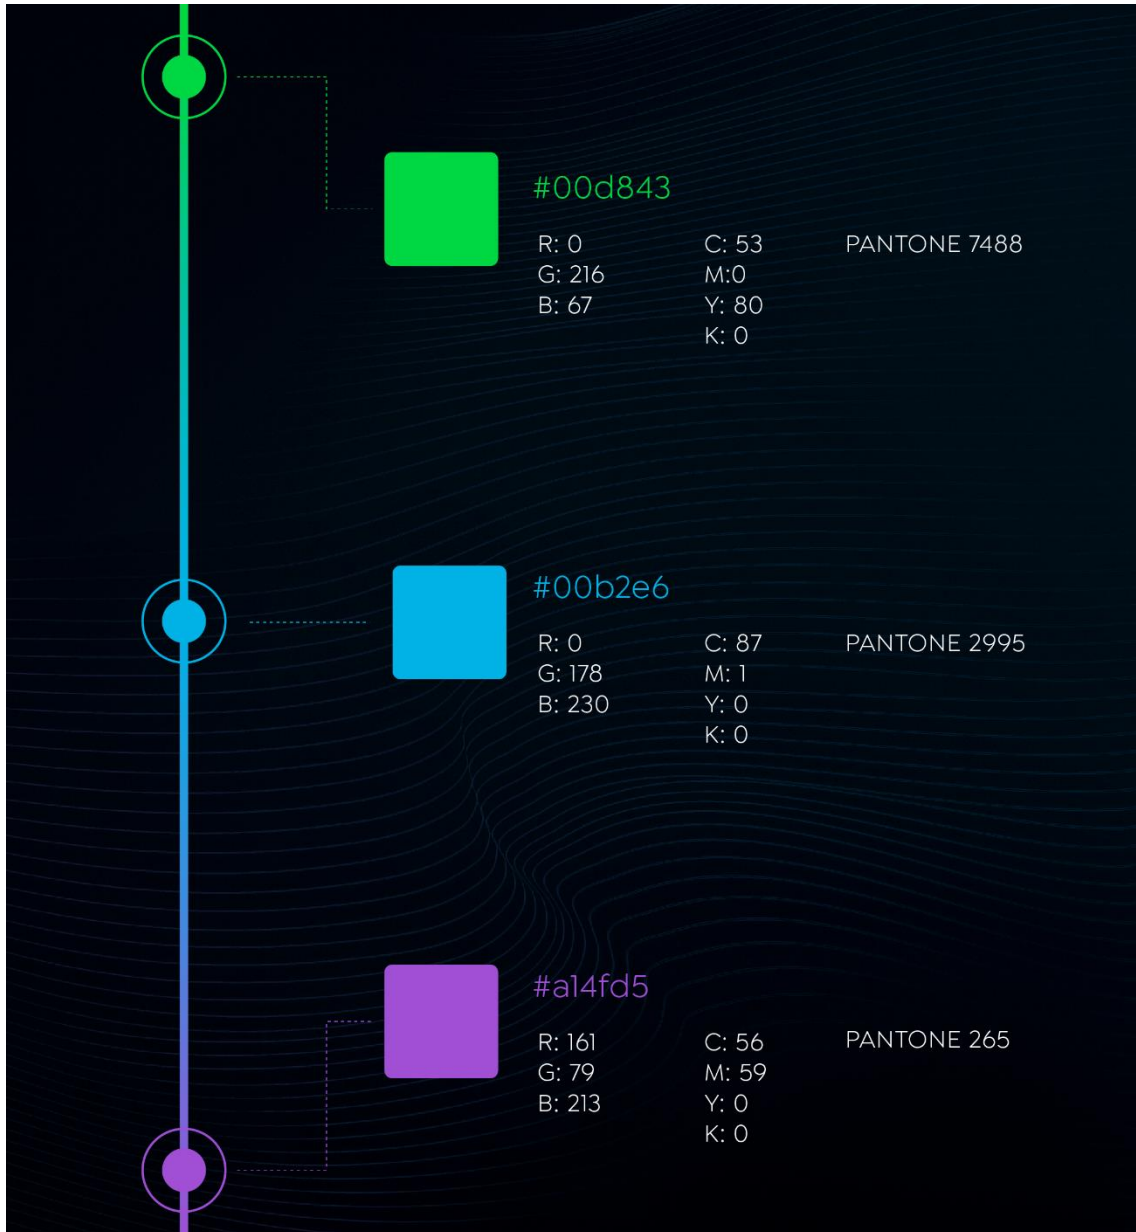 #00d843
R: 0 C: 53 PANTONE 7488
G: 216 M:0
B: 67 Y: 80
K: 0
#00b2e6
R: 0 C: 87 PANTONE 2995
G: 178 M: 1
B: 230 Y: 0
K: 0
#a14fd5
R: 161 C: 56 PANTONE 265
G: 79 M: 59
B: 213 Y: 0
K: 0